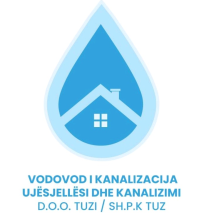 VODOVOD I KANALIZACIJA
UJËSJELLËSI DHE KANALIZIMI
D.O.O. TUZI / SH.P.K TUZ